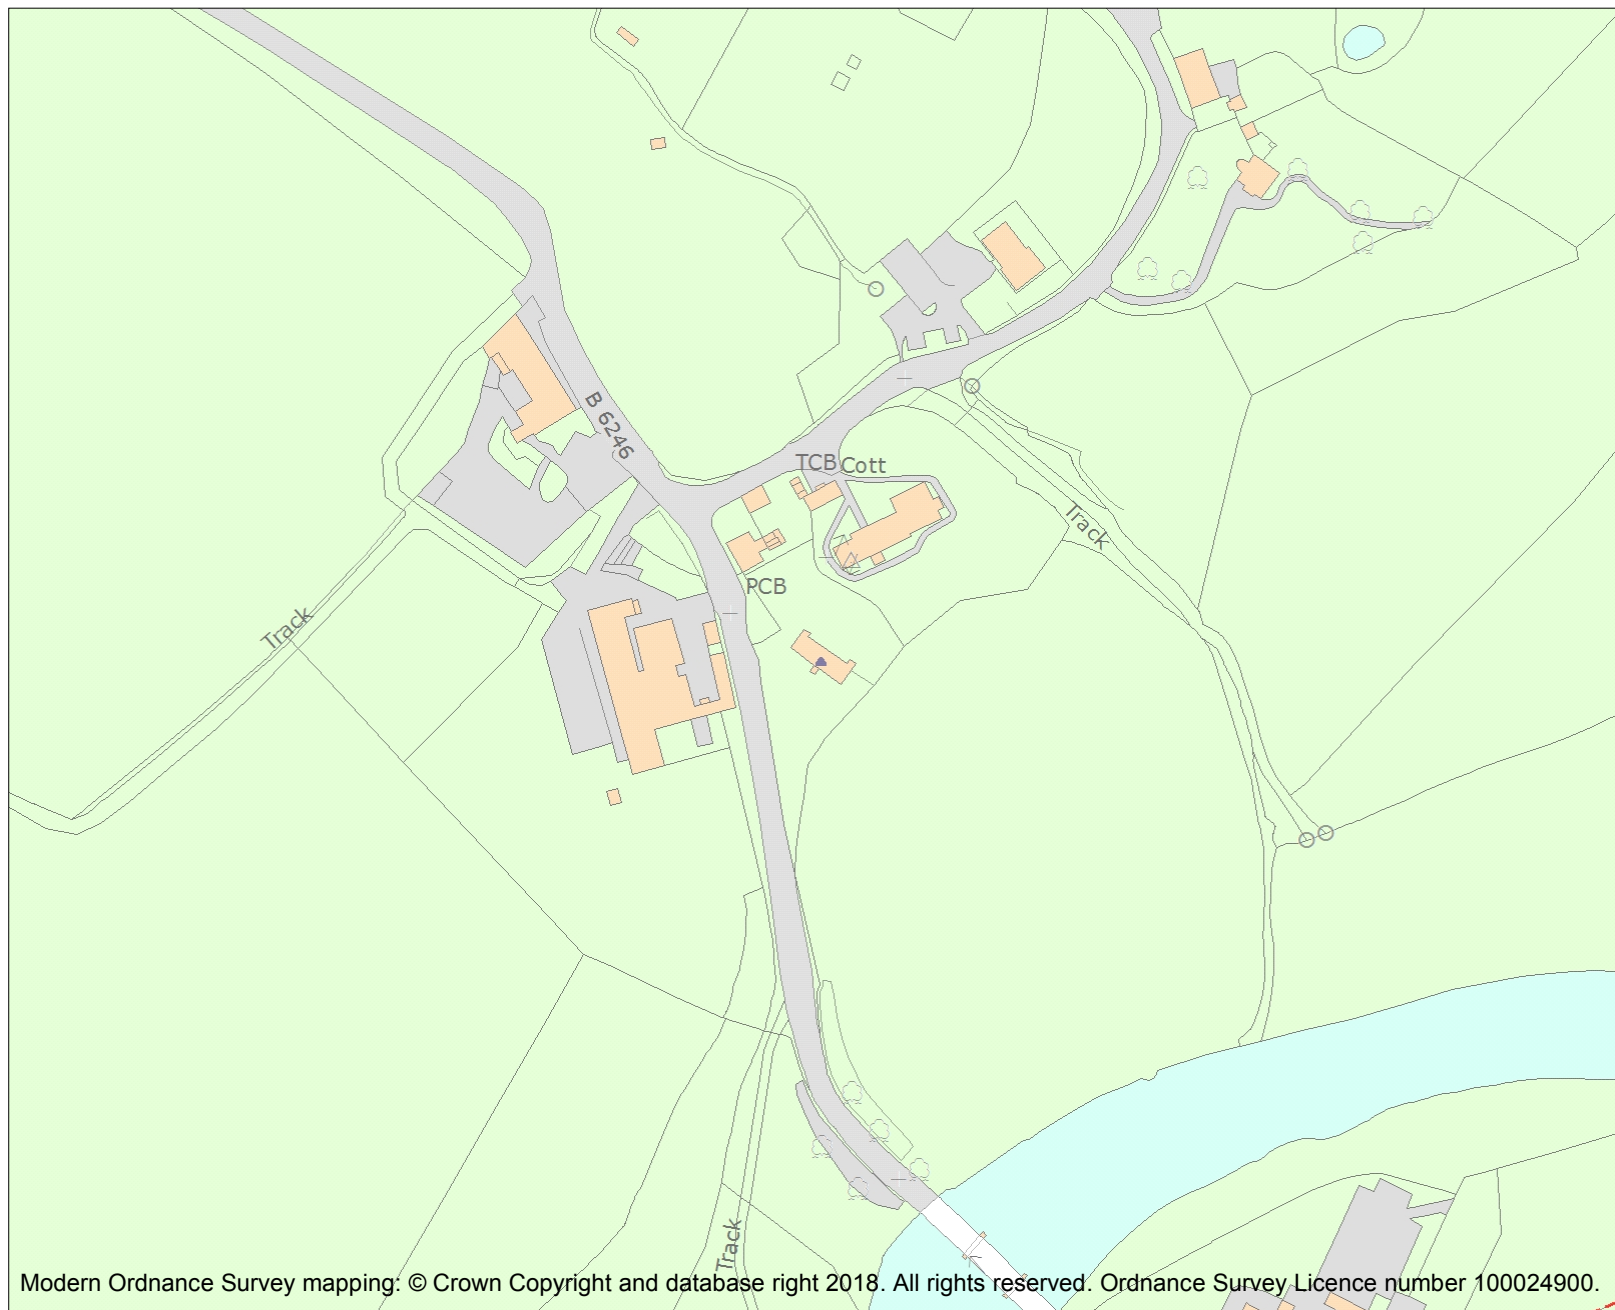 B 6246
TCB
Cott
Track
PCB
Track
Track
Modern Ordnance Survey mapping: © Crown Copyright and database right 2018. All rights reserved. Ordnance Survey Licence number 100024900.